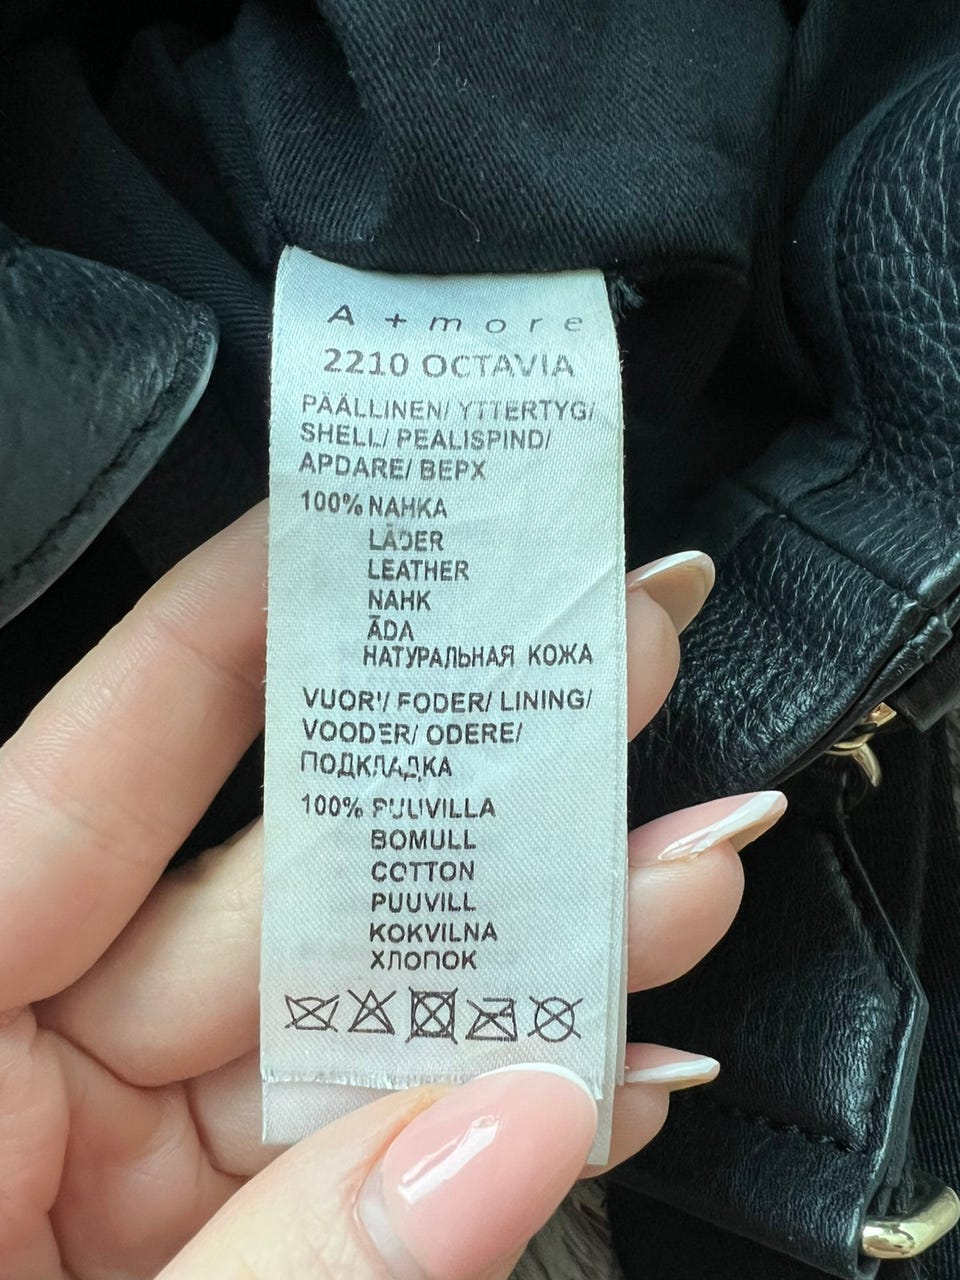 A + more
2210 OCTAVIA
PÄÄLLINEN/ YTTERTYG/
SHELL/ PEALISPIND/
APDARE/ ВЕРХ
100% NAHKA
LÄDER
LEATHER
NAHK
ĀDA
НАТУРАЛЬНАЯ КОЖА
VUORI/ FODER/ LINING/
VOODER/ ODERE/
ПОДКЛАДКА
100% PUUVILLA
BOMULL
COTTON
PUUVILL
KOKVILNA
ХЛОПОК